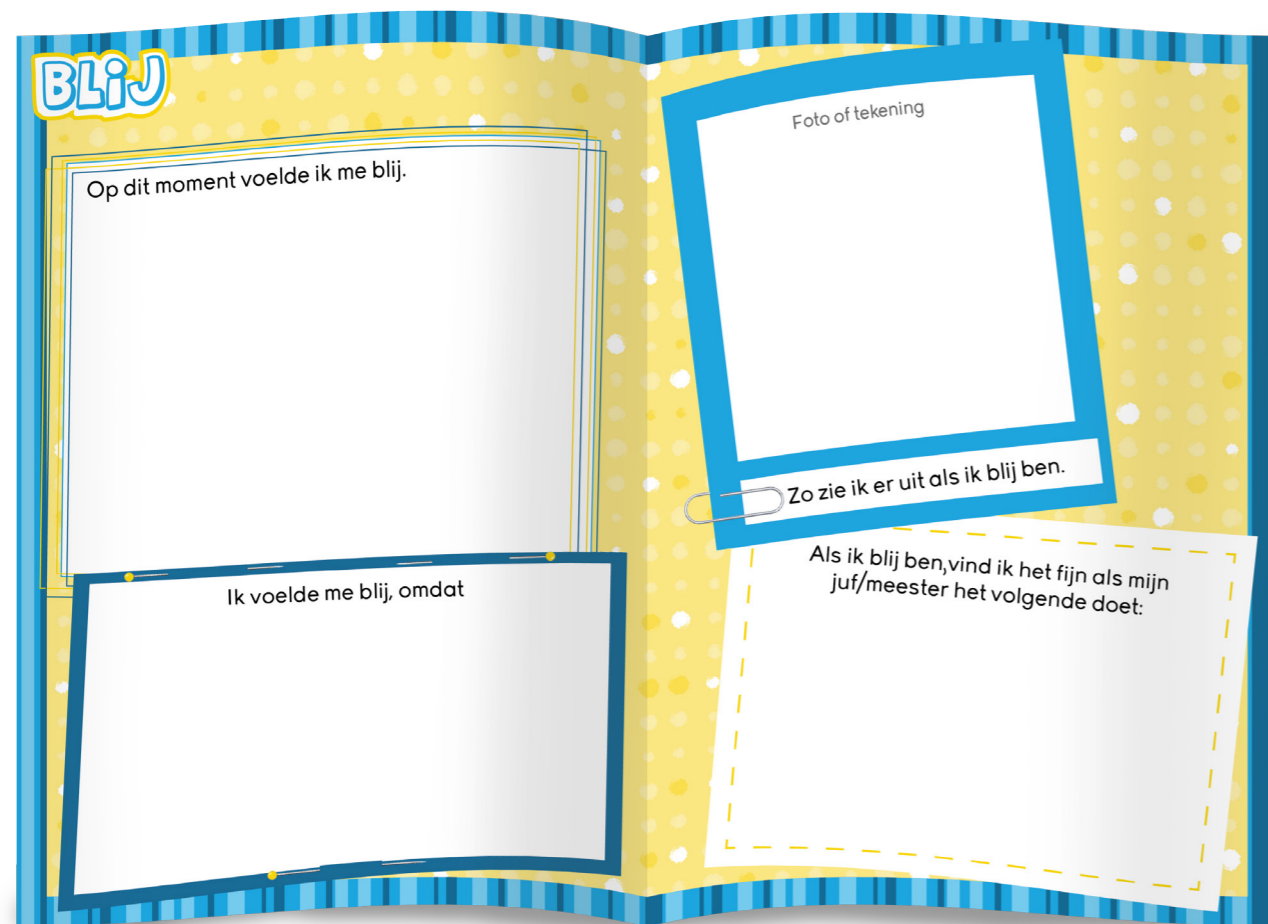 BLiJ
Op dit moment voelde ik me blij.
Ik voelde me blij, omdat
Foto of tekening
Zo zie ik er uit als ik blij ben.
Als ik blij ben,vind ik het fijn als mijn
juf/meester het volgende doet: